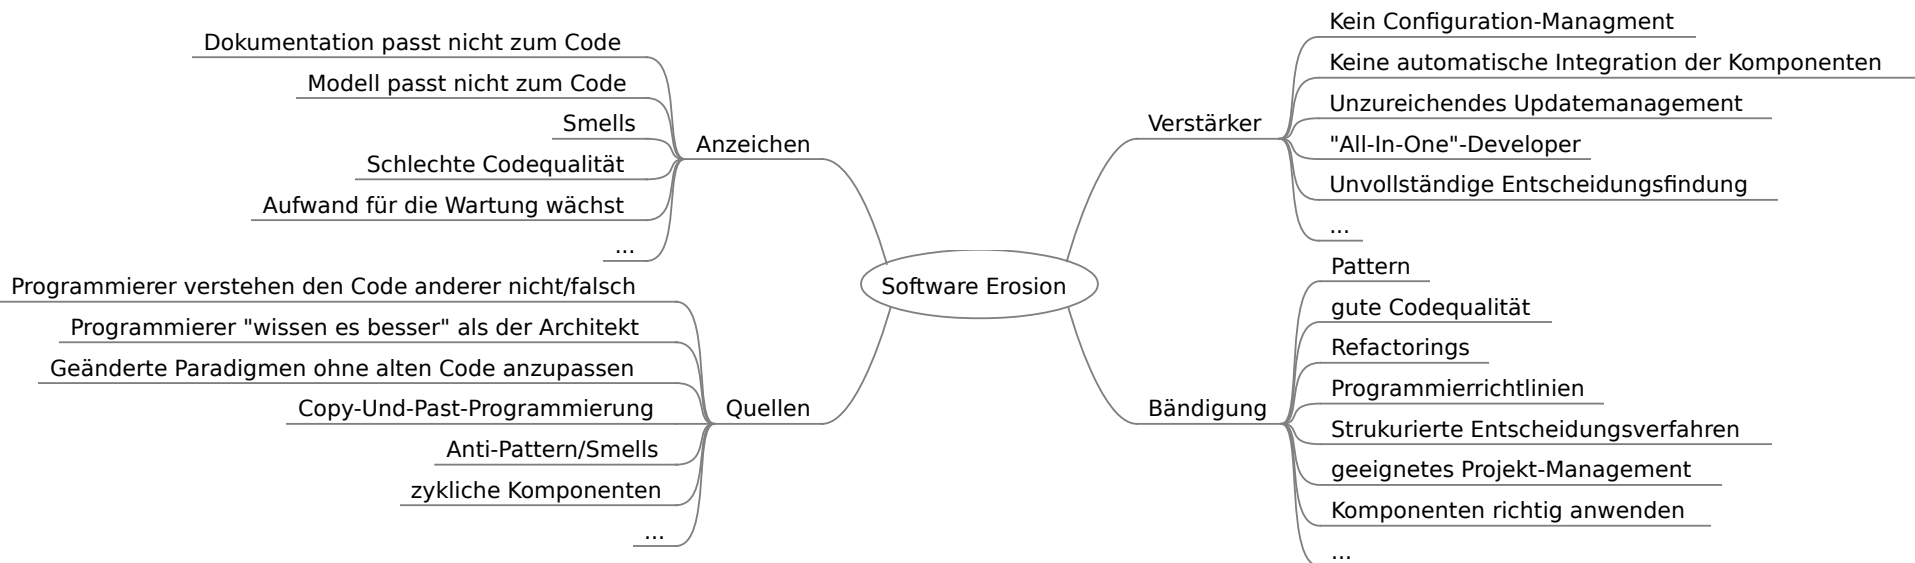 Dokumentation passt nicht zum Code
Modell passt nicht zum Code
Smells
Schlechte Codequalität
Aufwand für die Wartung wächst
...
Anzeichen
Programmierer verstehen den Code anderer nicht/falsch
Programmierer "wissen es besser" als der Architekt
Geänderte Paradigmen ohne alten Code anzupassen
Copy-Und-Past-Programmierung
Anti-Pattern/Smells
zykliche Komponenten
...
Quellen
Software Erosion
Verstärker
Kein Configuration-Managment
Keine automatische Integration der Komponenten
Unzureichendes Updatemanagement
"All-In-One"-Developer
Unvollständige Entscheidungsfindung
...
Bändigung
Pattern
gute Codequalität
Refactorings
Programmierrichtlinien
Strukurierte Entscheidungsverfahren
geeignetes Projekt-Management
Komponenten richtig anwenden
...